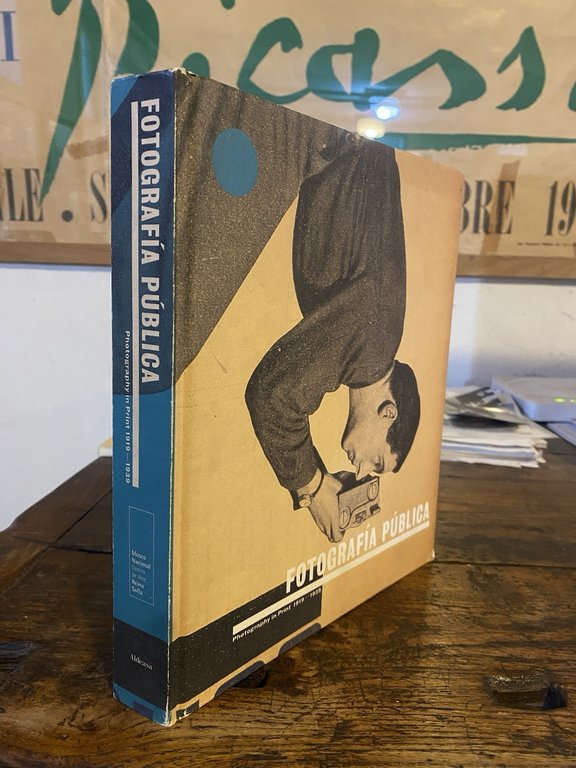 Picasso
ALE . S
BRE 19
FOTOGRAFÍA PÚBLICA
Photography in Print 1919—1939
Museo
Nacional
Centro
de Arte
Reina
Sofía
Aldeasa
FOTOGRAFÍA PÚBLICA
Photography in Print 1919 1939